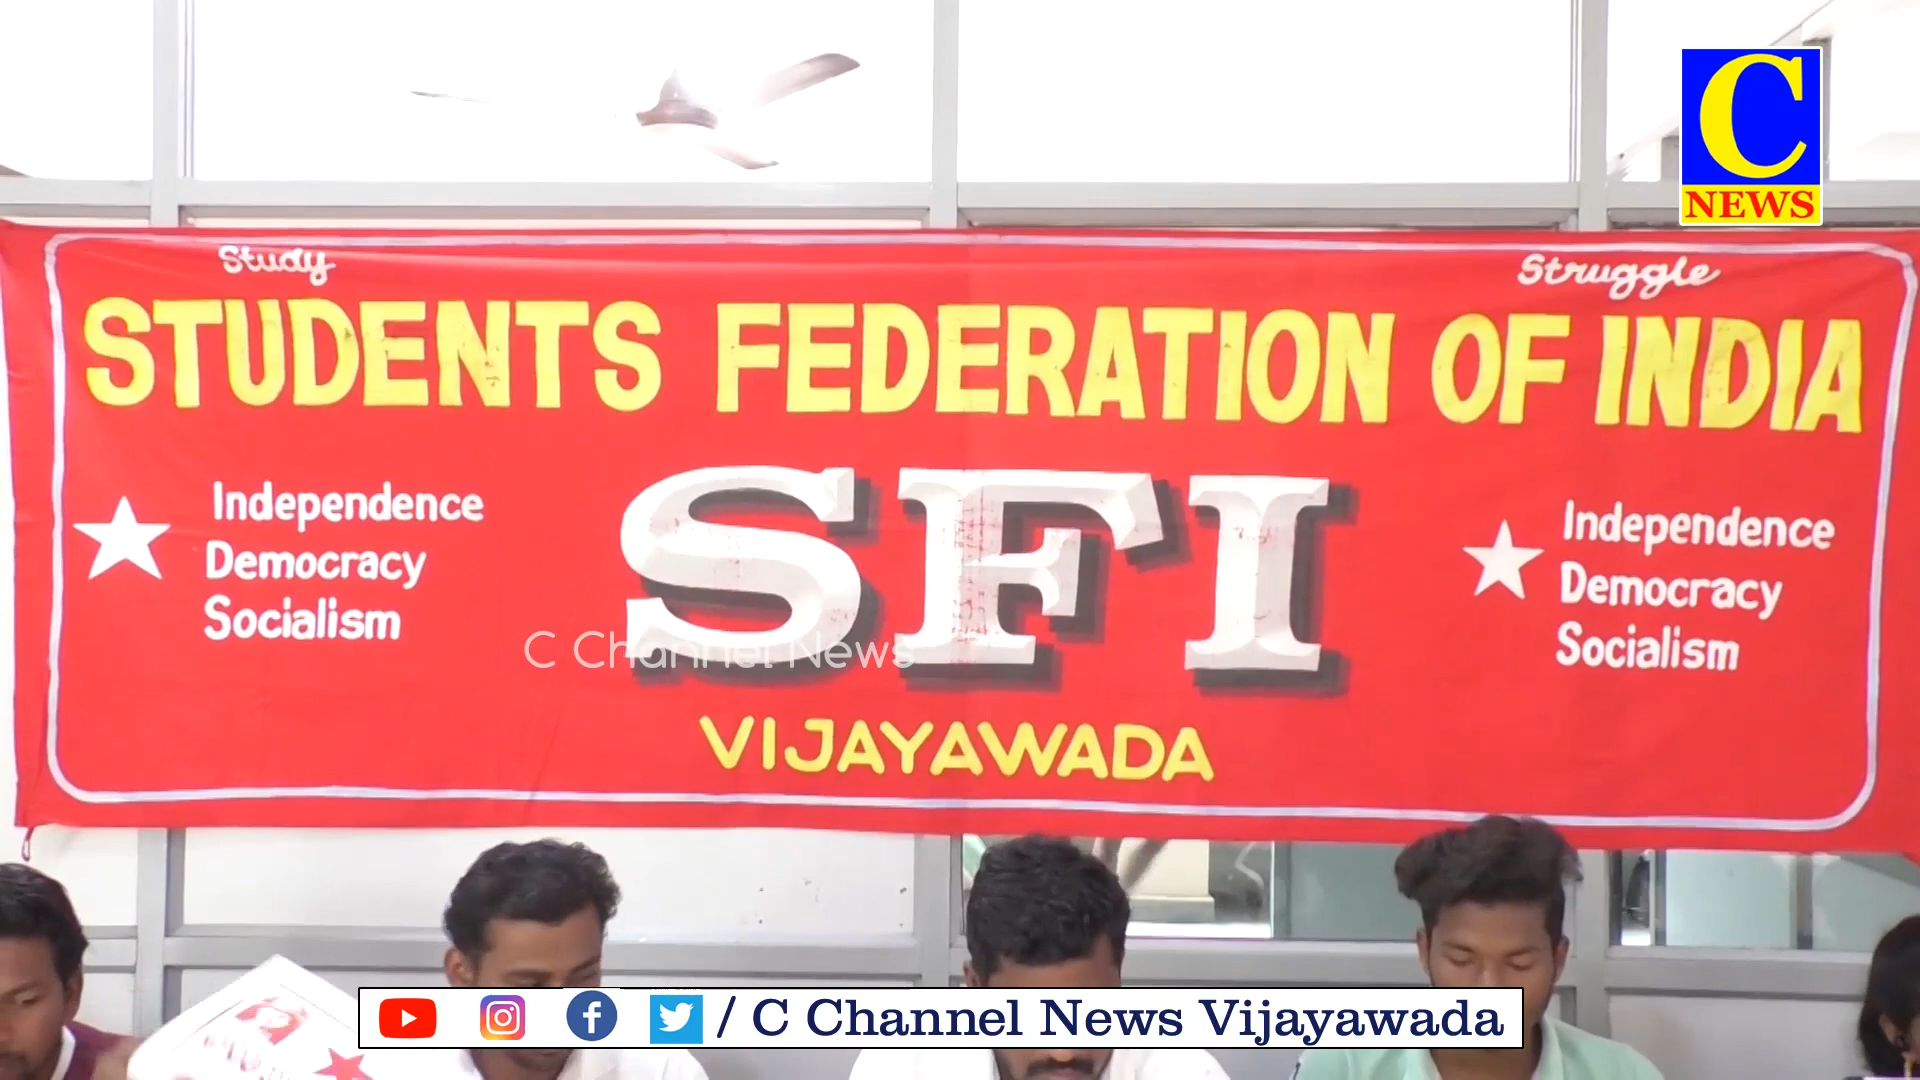 C
NEWS
Study
Struggle
STUDENTS FEDERATION OF INDIA
Independence
Democracy
Socialism
SFI
Independence
Democracy
Socialism
C Channel News
VIJAYAWADA
/ C Channel News Vijayawada